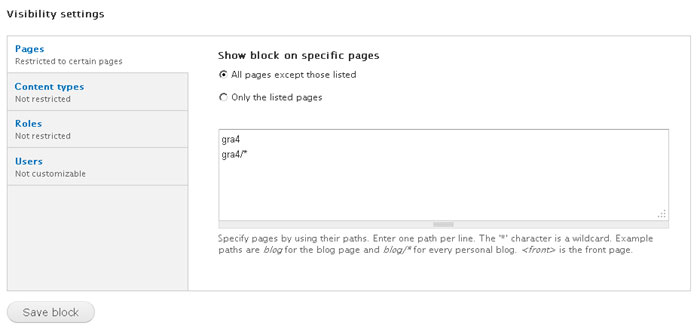 Visibility settings
Pages
Restricted to certain pages
Content types
Not restricted
Roles
Not restricted
Users
Not customizable
Show block on specific pages
All pages except those listed
Only the listed pages
gra4
gra4/*
Specify pages by using their paths. Enter one path per line. The '*' character is a wildcard. Example
paths are blog for the blog page and blog/* for every personal blog. <front> is the front page.
Save block